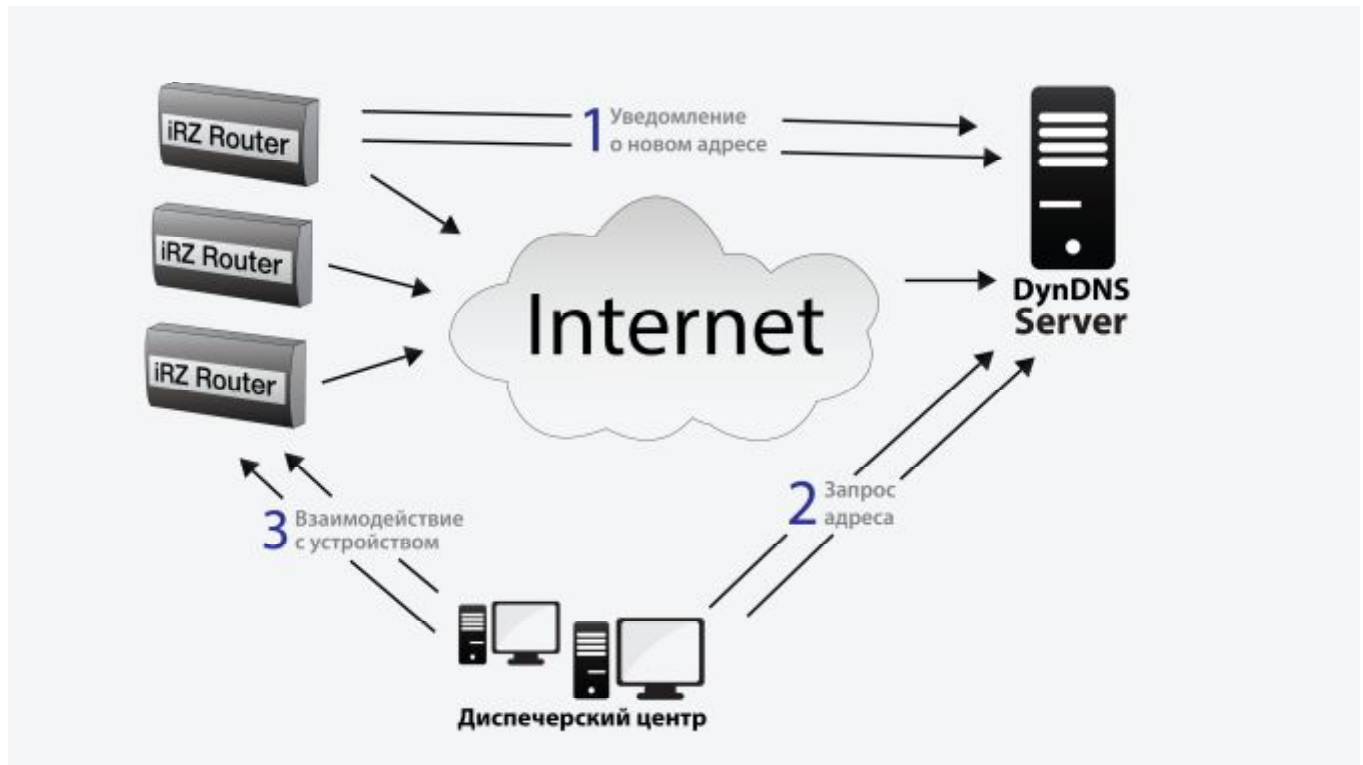 iRZ Router
1 Уведомление
о новом адресе
iRZ Router
iRZ Router
Internet
DynDNS
Server
2 Запрос
адреса
3 Взаимодействие
с устройством
Диспечерский центр